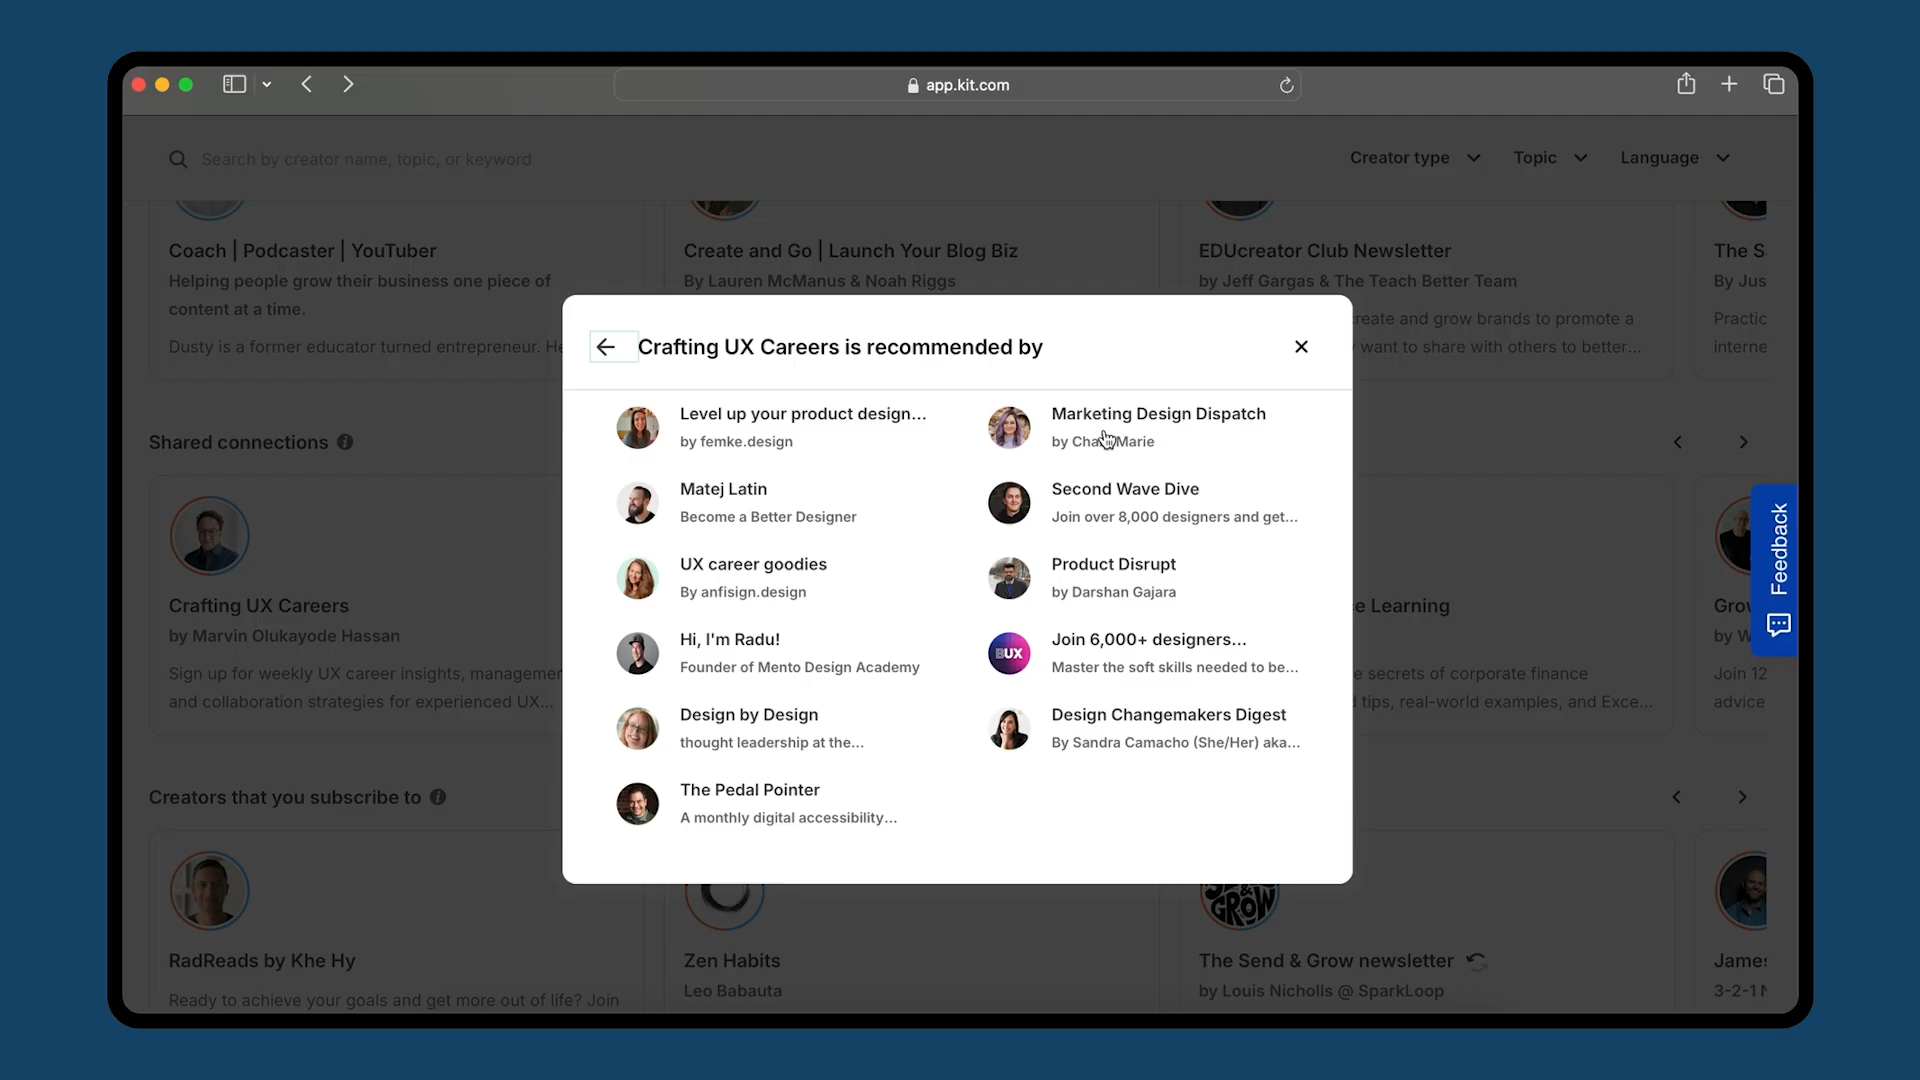 app.kit.com
Search by creator name, topic, or keyword
Creator type
Topic
Language
Coach | Podcaster | YouTuber
Helping people grow their business one piece of
content at a time.
Dusty is a former educator turned entrepreneur. He
Create and Go | Launch Your Blog Biz
By Lauren McManus & Noah Riggs
EDUcreator Club Newsletter
by Jeff Gargas & The Teach Better Team
create and grow brands to promote a
want to share with others to better...
The S
By Jus
Practic
interne
Crafting UX Careers is recommended by
Level up your product design...
by femke.design
Marketing Design Dispatch
Marie
Matej Latin
Become a Better Designer
Second Wave Dive
Join over 8,000 designers and get...
UX career goodies
By anfisign.design
Product Disrupt
by Darshan Gajara
Hi, I'm Radu!
Founder of Mento Design Academy
BUX
Join 6,000+ designers...
Master the soft skills needed to be...
Design by Design
thought leadership at the...
Design Changemakers Digest
By Sandra Camacho (She/Her) aka...
The Pedal Pointer
A monthly digital accessibility...
Shared connections
Crafting UX Careers
by Marvin Olukayode Hassan
Sign up for weekly UX career insights, managemen
and collaboration strategies for experienced UX...
e Learning
e secrets of corporate finance
tips, real-world examples, and Exce...
Grow
by W
Join 12
advice
Feedback
Creators that you subscribe to
RadReads by Khe Hy
Ready to achieve your goals and get more out of life? Join
Zen Habits
Leo Babauta
& GROW
The Send & Grow newsletter
by Louis Nicholls @ SparkLoop
James
3-2-1 N